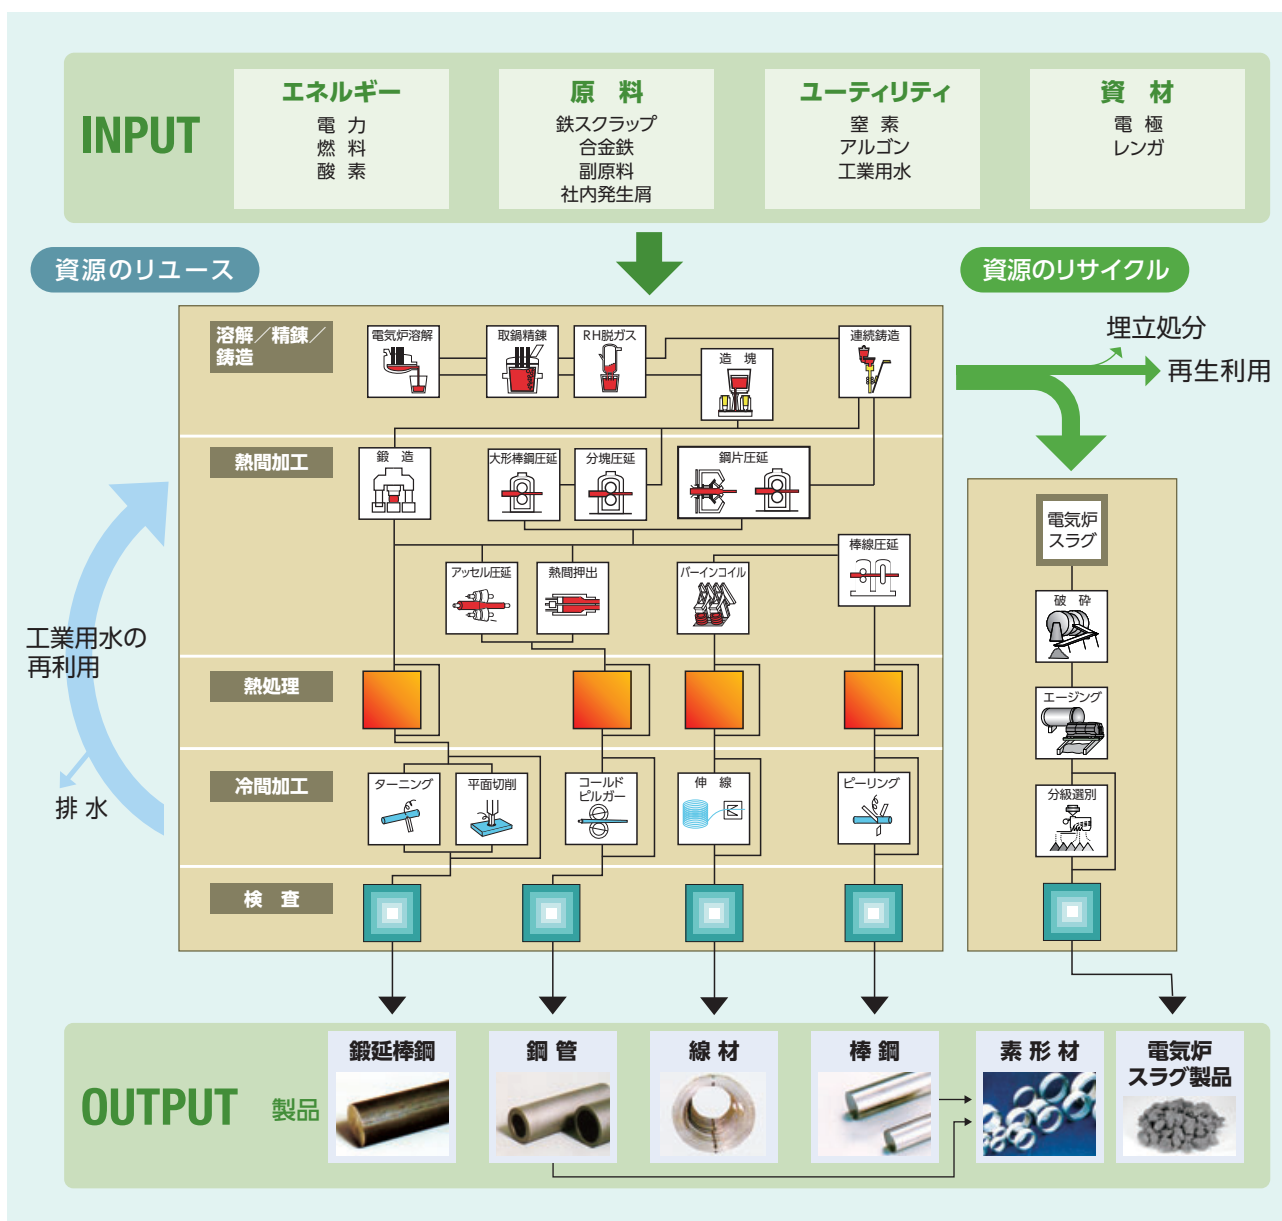 INPUT
エネルギー
電 力
燃 料
酸 素
原 料
鉄スクラップ
合金鉄
副原料
社内発生屑
ユーティリティ
窒 素
アルゴン
工業用水
資 材
電 極
レンガ
資源のリユース
資源のリサイクル
溶解／精錬／
鋳造
電気炉溶解
取鍋精錬
RH脱ガス
造 塊
連続鋳造
埋立処分
再生利用
熱間加工
鍛 造
大形棒鋼圧延
分塊圧延
鋼片圧延
アッセル圧延
熱間押出
バーインコイル
棒線圧延
電気炉
スラグ
破 砕
エージング
分級選別
工業用水の
再利用
排 水
熱処理
冷間加工
ターニング
平面切削
コールド
ピルガー
伸 線
ピーリング
検 査
OUTPUT
製品
鍛延棒鋼
鋼 管
線 材
棒 鋼
素 形 材
電気炉
スラグ製品